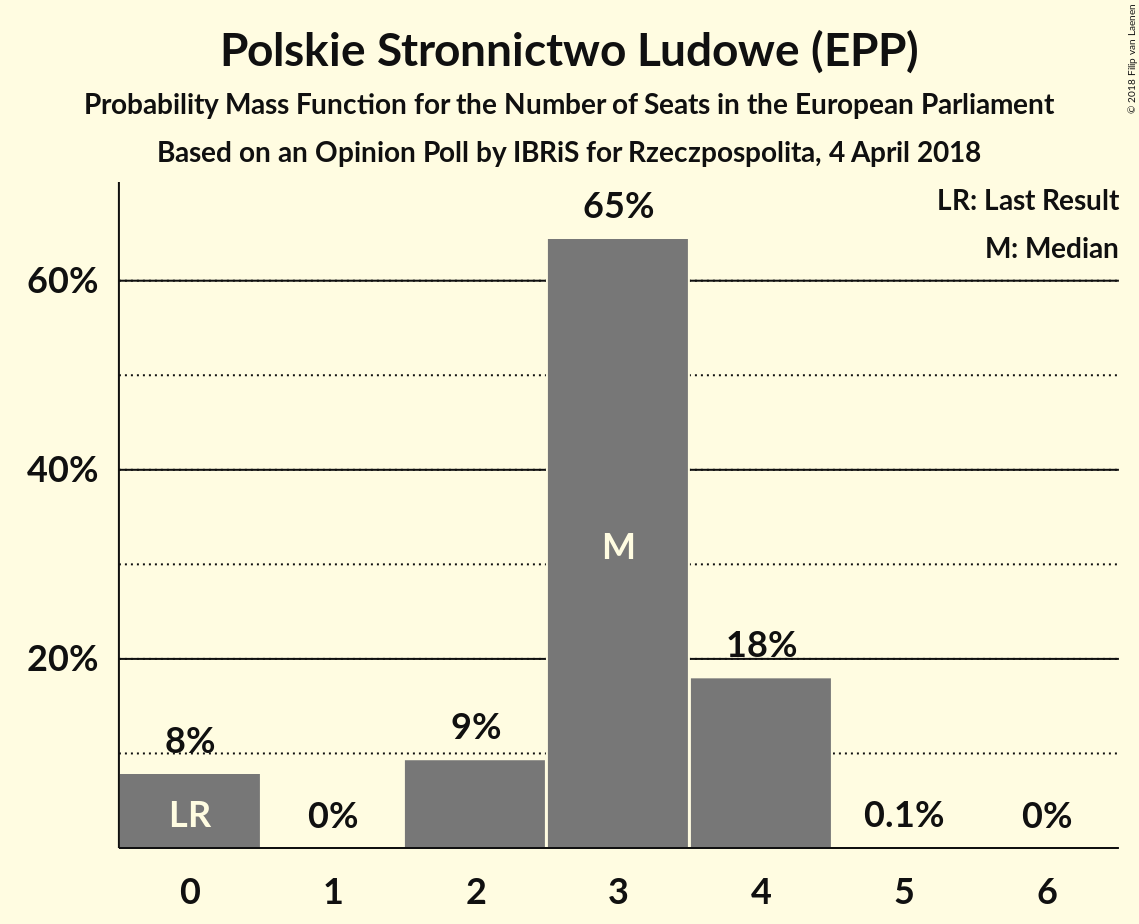 Polskie Stronnictwo Ludowe (EPP)
Probability Mass Function for the Number of Seats in the European Parliament
Based on an Opinion Poll by IBRiS for Rzeczpospolita, 4 April 2018
© 2018 Filip van Laenen
LR: Last Result
M: Median
60%
40%
20%
8%
0%
9%
65%
18%
0.1%
0%
LR
M
0 1 2 3 4 5 6